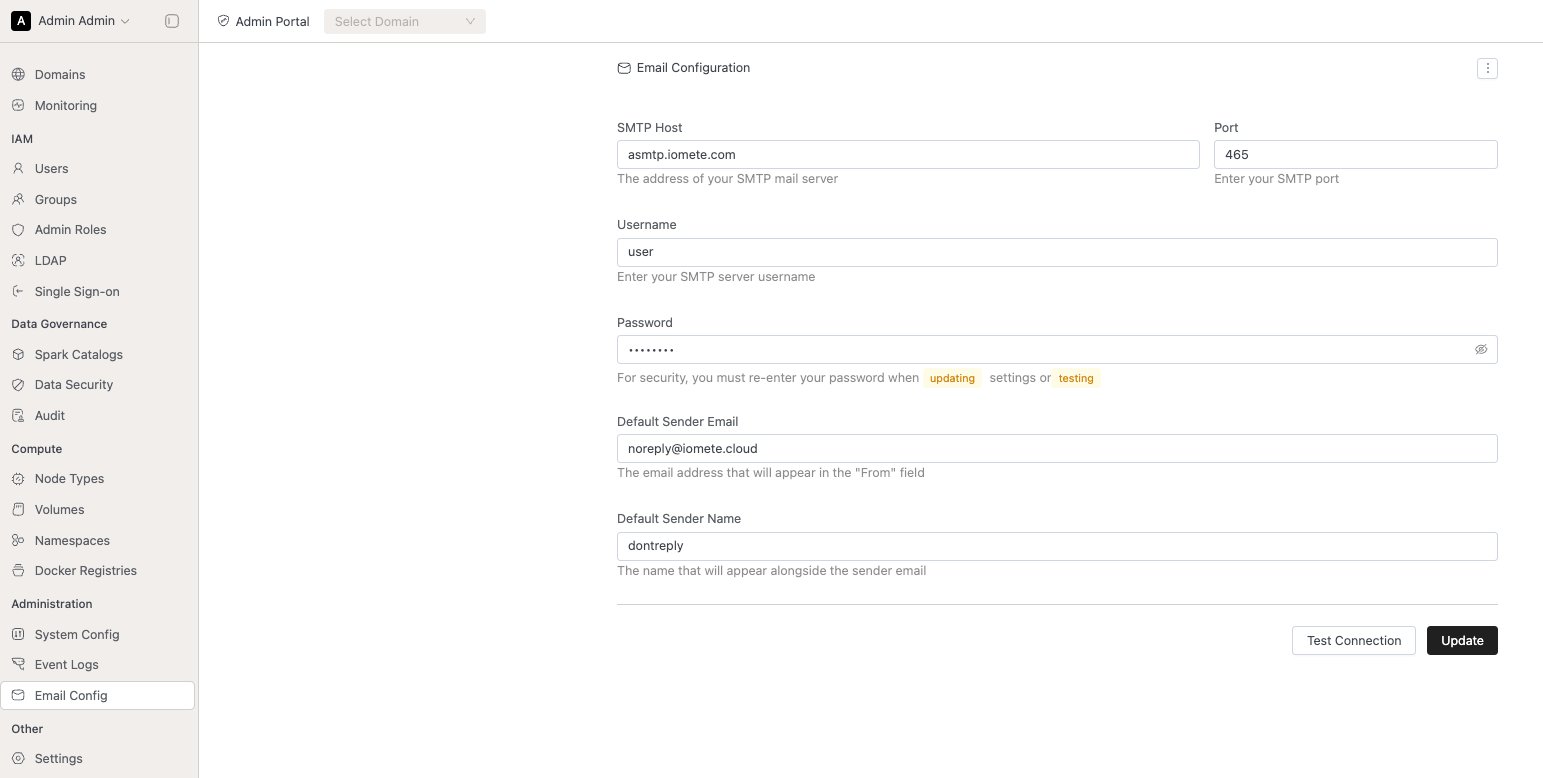 A Admin Admin
Admin Portal
Select Domain
Domains
Monitoring
IAM
Users
Groups
Admin Roles
LDAP
Single Sign-on
Data Governance
Spark Catalogs
Data Security
Audit
Compute
Node Types
Volumes
Namespaces
Docker Registries
Administration
System Config
Event Logs
Email Config
Other
Settings
Email Configuration
SMTP Host
asmtp.iomete.com
The address of your SMTP mail server
Port
465
Enter your SMTP port
Username
user
Enter your SMTP server username
Password
••••••••
For security, you must re-enter your password when updating settings or testing
Default Sender Email
noreply@iomete.cloud
The email address that will appear in the "From" field
Default Sender Name
dontreply
The name that will appear alongside the sender email
Test Connection
Update